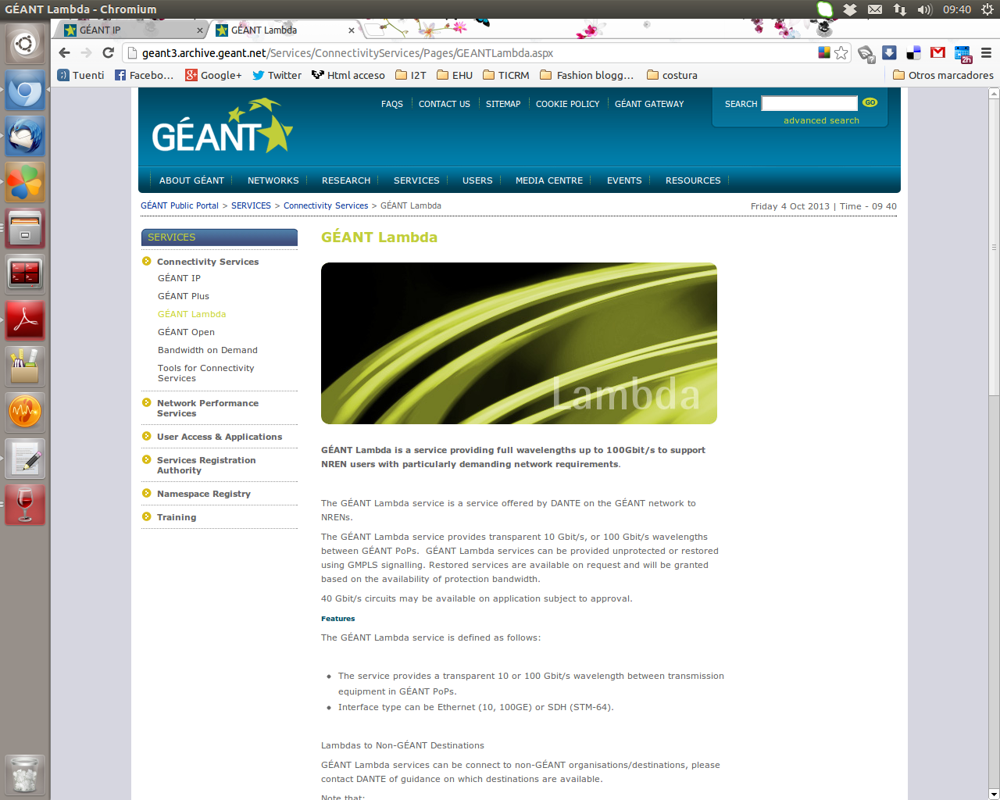 GÉANT Lambda - Chromium
09:40
GÉANT IP
GÉANT Lambda
geant3.archive.geant.net/Services/ConnectivityServices/Pages/GEANTLambda.aspx
2h
Tuenti
Facebo...
Google+
Twitter
Html acceso
I2T
EHU
TICRM
Fashion blogg...
costura
Otros marcadores
GÉANT
FAQS
CONTACT US
SITEMAP
COOKIE POLICY
GÉANT GATEWAY
SEARCH
GO
advanced search
ABOUT GÉANT
NETWORKS
RESEARCH
SERVICES
USERS
MEDIA CENTRE
EVENTS
RESOURCES
GÉANT Public Portal > SERVICES > Connectivity Services > GÉANT Lambda
Friday 4 Oct 2013 | Time - 09 40
SERVICES
Connectivity Services
GÉANT IP
GÉANT Plus
GÉANT Lambda
GÉANT Open
Bandwidth on Demand
Tools for Connectivity
Services
Network Performance
Services
User Access & Applications
Services Registration
Authority
Namespace Registry
Training
GÉANT Lambda
Lambda
GÉANT Lambda is a service providing full wavelengths up to 100Gbit/s to support
NREN users with particularly demanding network requirements.
The GÉANT Lambda service is a service offered by DANTE on the GÉANT network to
NRENs.
The GÉANT Lambda service provides transparent 10 Gbit/s, or 100 Gbit/s wavelengths
between GÉANT PoPs.  GÉANT Lambda services can be provided unprotected or restored
using GMPLS signalling. Restored services are available on request and will be granted
based on the availability of protection bandwidth.
40 Gbit/s circuits may be available on application subject to approval.
Features
The GÉANT Lambda service is defined as follows:
The service provides a transparent 10 or 100 Gbit/s wavelength between transmission
equipment in GÉANT PoPs.
Interface type can be Ethernet (10, 100GE) or SDH (STM-64).
Lambdas to Non-GÉANT Destinations
GÉANT Lambda services can be connect to non-GÉANT organisations/destinations, please
contact DANTE of guidance on which destinations are available.
Note that: